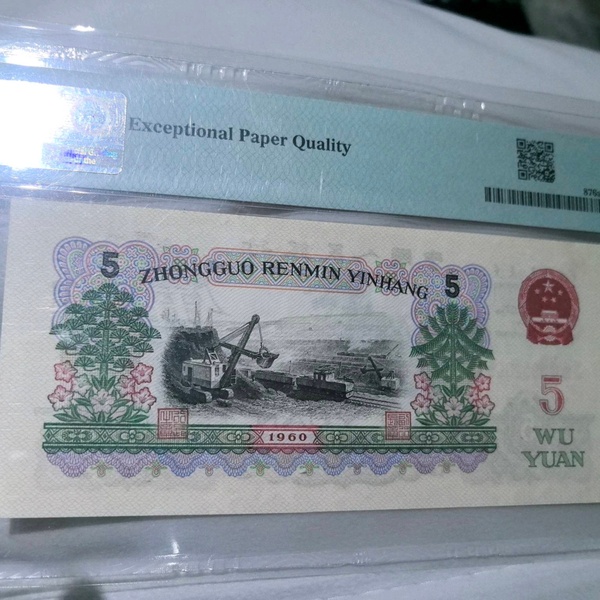 Exceptional Paper Quality
5 ZHONGGUO RENMIN YINHANG 5
5
WU
YUAN
1960